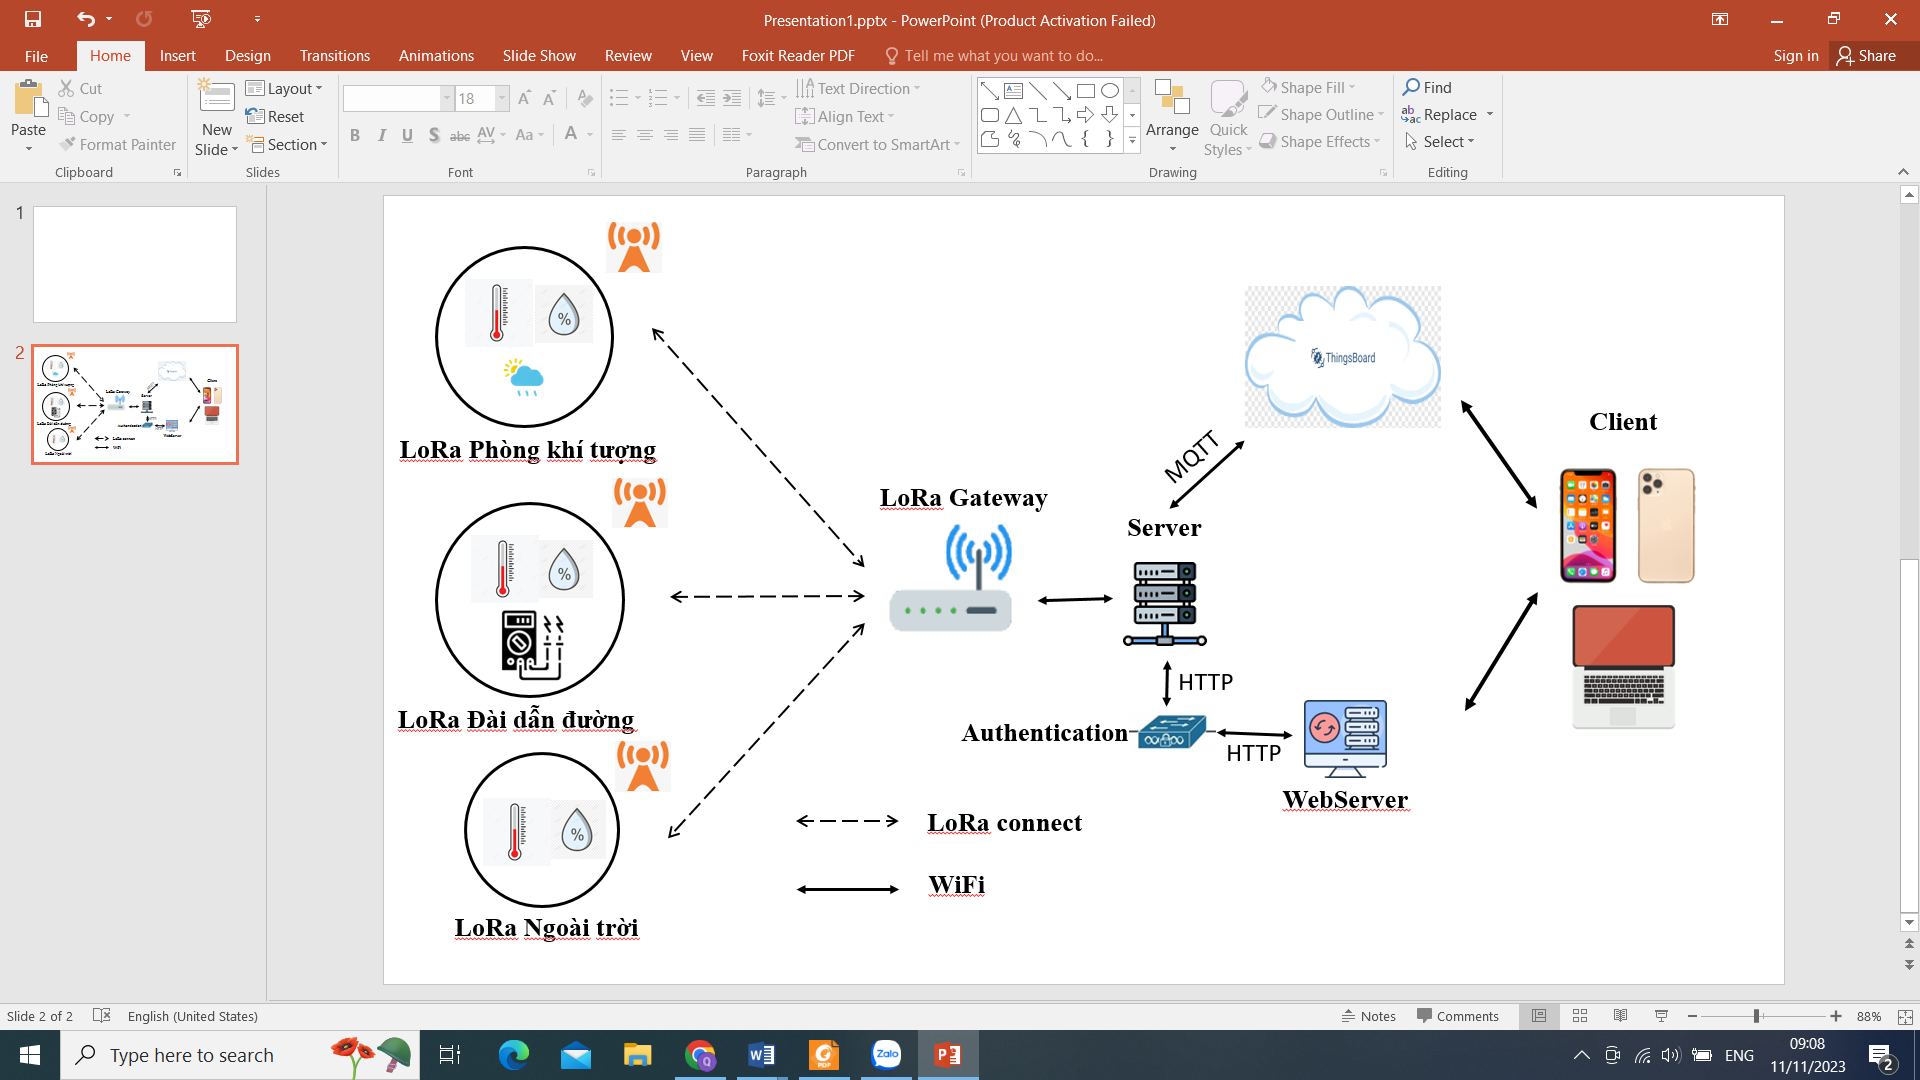 Presentation1.pptx - PowerPoint (Product Activation Failed)
File
Home
Insert
Design
Transitions
Animations
Slide Show
Review
View
Foxit Reader PDF
Tell me what you want to do...
Sign in
Share
Paste
Cut
Copy
Format Painter
Clipboard
New
Slide
Layout
Reset
Section
Slides
18
B I U S abc AV Aa A
Font
Text Direction
Align Text
Convert to SmartArt
Paragraph
Arrange
Quick
Styles
Shape Fill
Shape Outline
Shape Effects
Drawing
Find
Replace
Select
Editing
1
2
%
LoRa Phòng khí tượng
%
LoRa Đài dẫn đường
%
LoRa Ngoài trời
LoRa Gateway
Server
MQTT
ThingsBoard
Client
HTTP
Authentication
HTTP
WebServer
LoRa connect
WiFi
Slide 2 of 2
English (United States)
Notes
Comments
88%
Type here to search
Zalo
ENG
09:08
11/11/2023
2